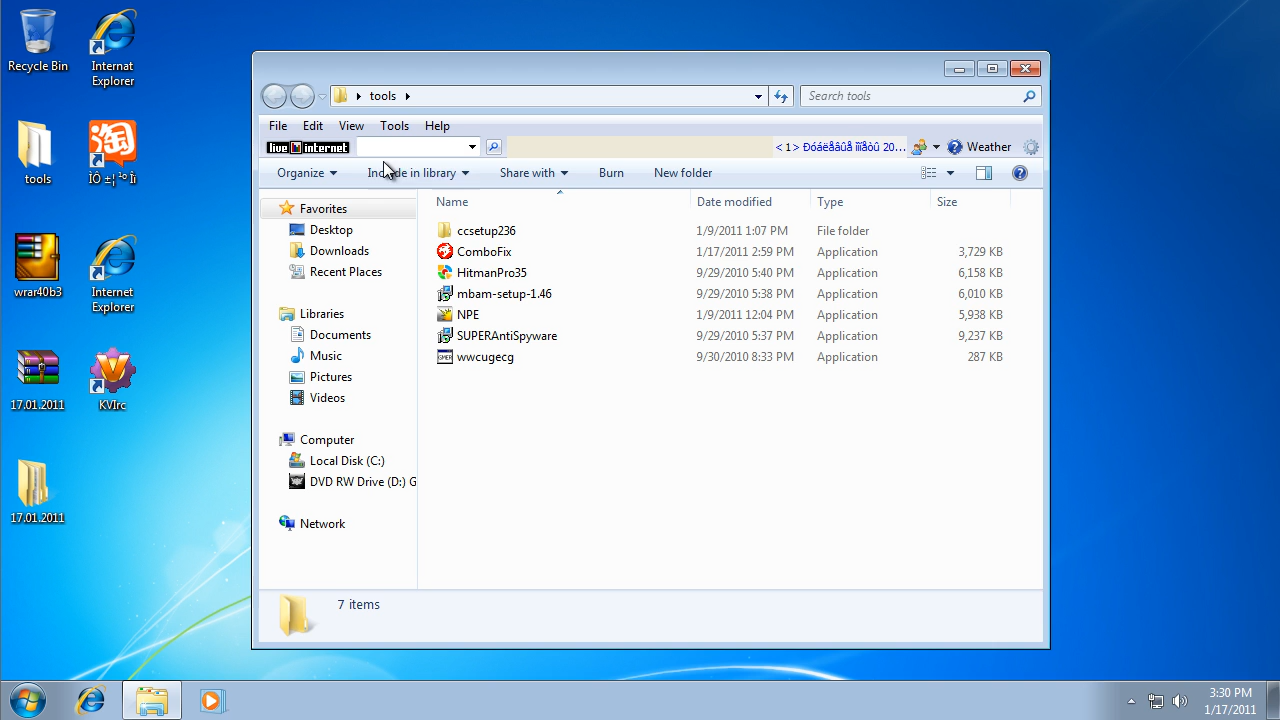 Recycle Bin
Internat
Explorer
tools
ÌÔ ±¦ ¹º Îï
wrar40b3
Internet
Explorer
17.01.2011
KVIrc
17.01.2011
tools
Search tools
File Edit View Tools Help
live internet
< 1 > Ðóáëåâûå ìîíåòû 20...
Weather
Organize Include in library Share with Burn New folder
Name Date modified Type Size
Favorites
Desktop
Downloads
Recent Places
Libraries
Documents
Music
Pictures
Videos
Computer
Local Disk (C:)
DVD RW Drive (D:) G
Network
ccsetup236 1/9/2011 1:07 PM File folder
ComboFix 1/17/2011 2:59 PM Application 3,729 KB
HitmanPro35 9/29/2010 5:40 PM Application 6,158 KB
mbam-setup-1.46 9/29/2010 5:38 PM Application 6,010 KB
NPE 1/9/2011 12:04 PM Application 5,938 KB
SUPERAntiSpyware 9/29/2010 5:37 PM Application 9,237 KB
GMER wwcugecg 9/30/2010 8:33 PM Application 287 KB
7 items
3:30 PM
1/17/2011